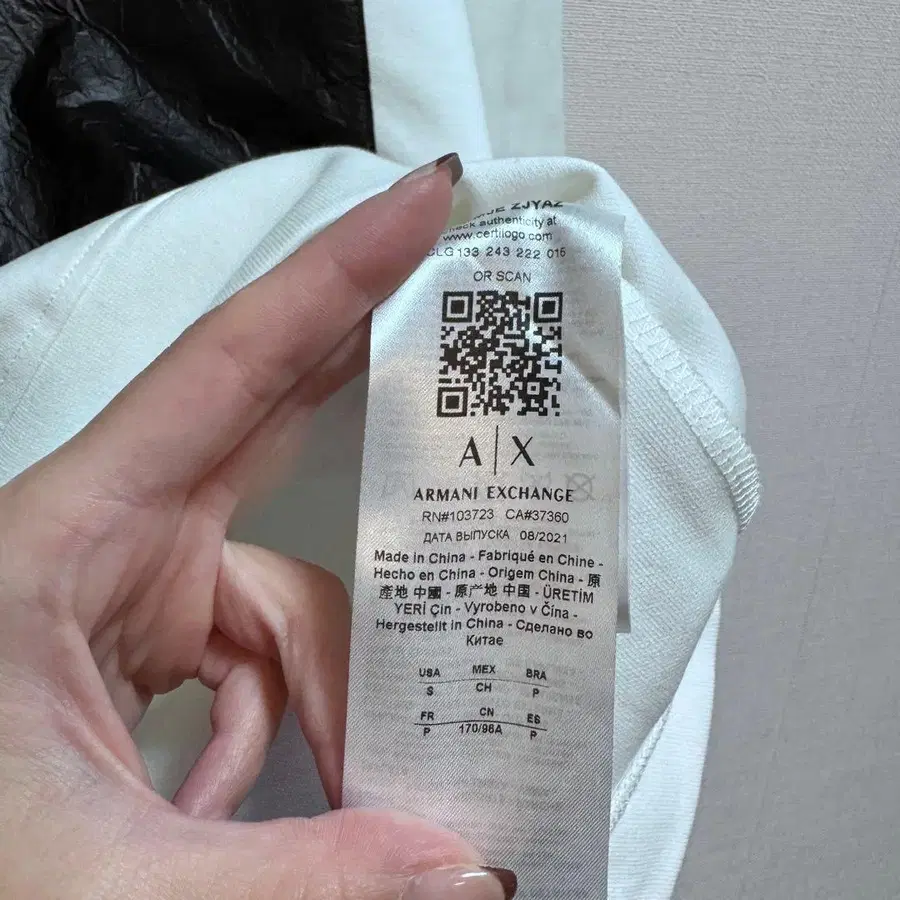 ZJYAZ
check authenticity at
www.certilogo.com
CLG 133 243 222 016
OR SCAN
A|X
ARMANI EXCHANGE
RN#103723 CA#37360
ДАТА ВЫПУСКА 08/2021
Made in China - Fabriqué en Chine -
Hecho en China - Origem China - 原
產地 中國 - 原产地 中国 - ÜRETİM
YERİ Çin - Vyrobeno v Čína -
Hergestellt in China - Сделано во
Китае
USA MEX BRA
S CH P
FR CN ES
P 170/96A P